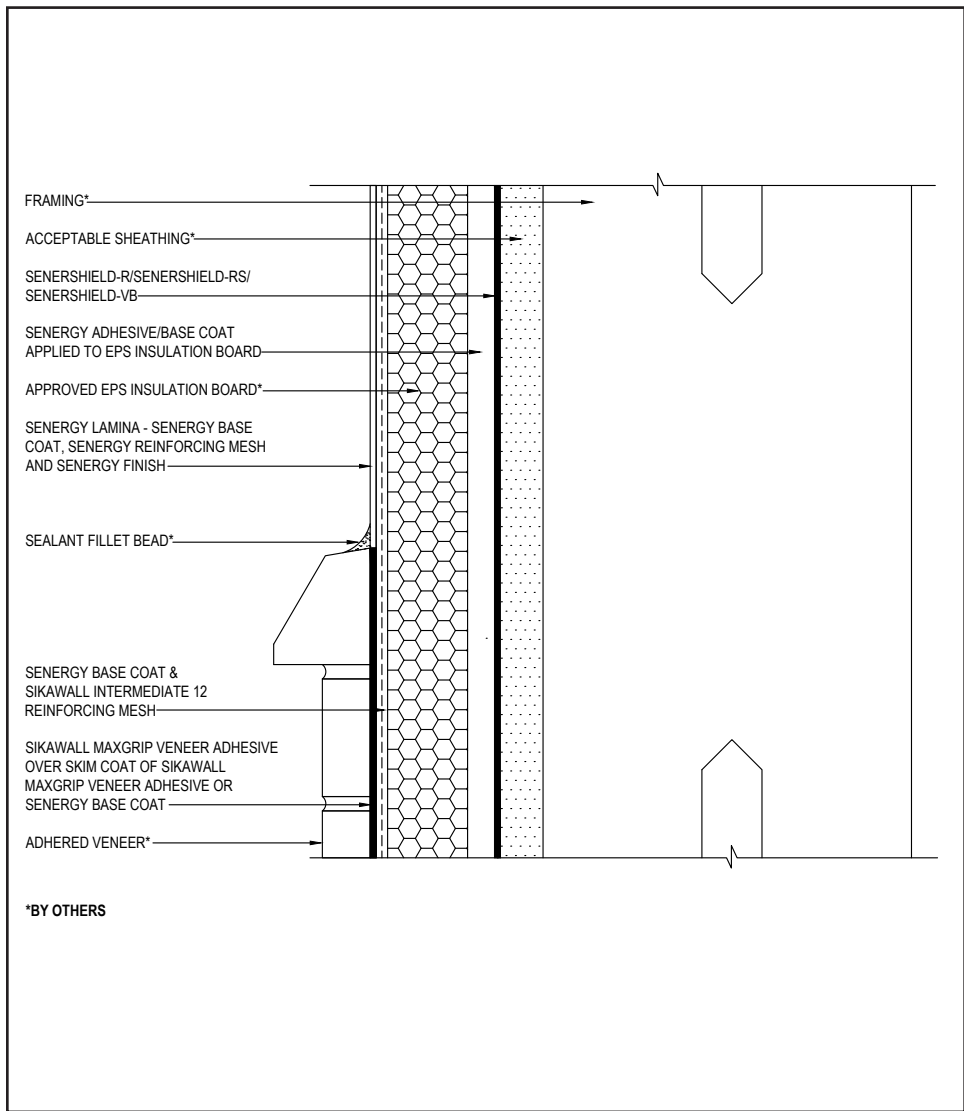 FRAMING*
ACCEPTABLE SHEATHING*
SENERSHIELD-R/SENERSHIELD-RS/
SENERSHIELD-VB
SENERGY ADHESIVE/BASE COAT
APPLIED TO EPS INSULATION BOARD
APPROVED EPS INSULATION BOARD*
SENERGY LAMINA - SENERGY BASE
COAT, SENERGY REINFORCING MESH
AND SENERGY FINISH
SEALANT FILLET BEAD*
SENERGY BASE COAT &
SIKAWALL INTERMEDIATE 12
REINFORCING MESH
SIKAWALL MAXGRIP VENEER ADHESIVE
OVER SKIM COAT OF SIKAWALL
MAXGRIP VENEER ADHESIVE OR
SENERGY BASE COAT
ADHERED VENEER*
*BY OTHERS